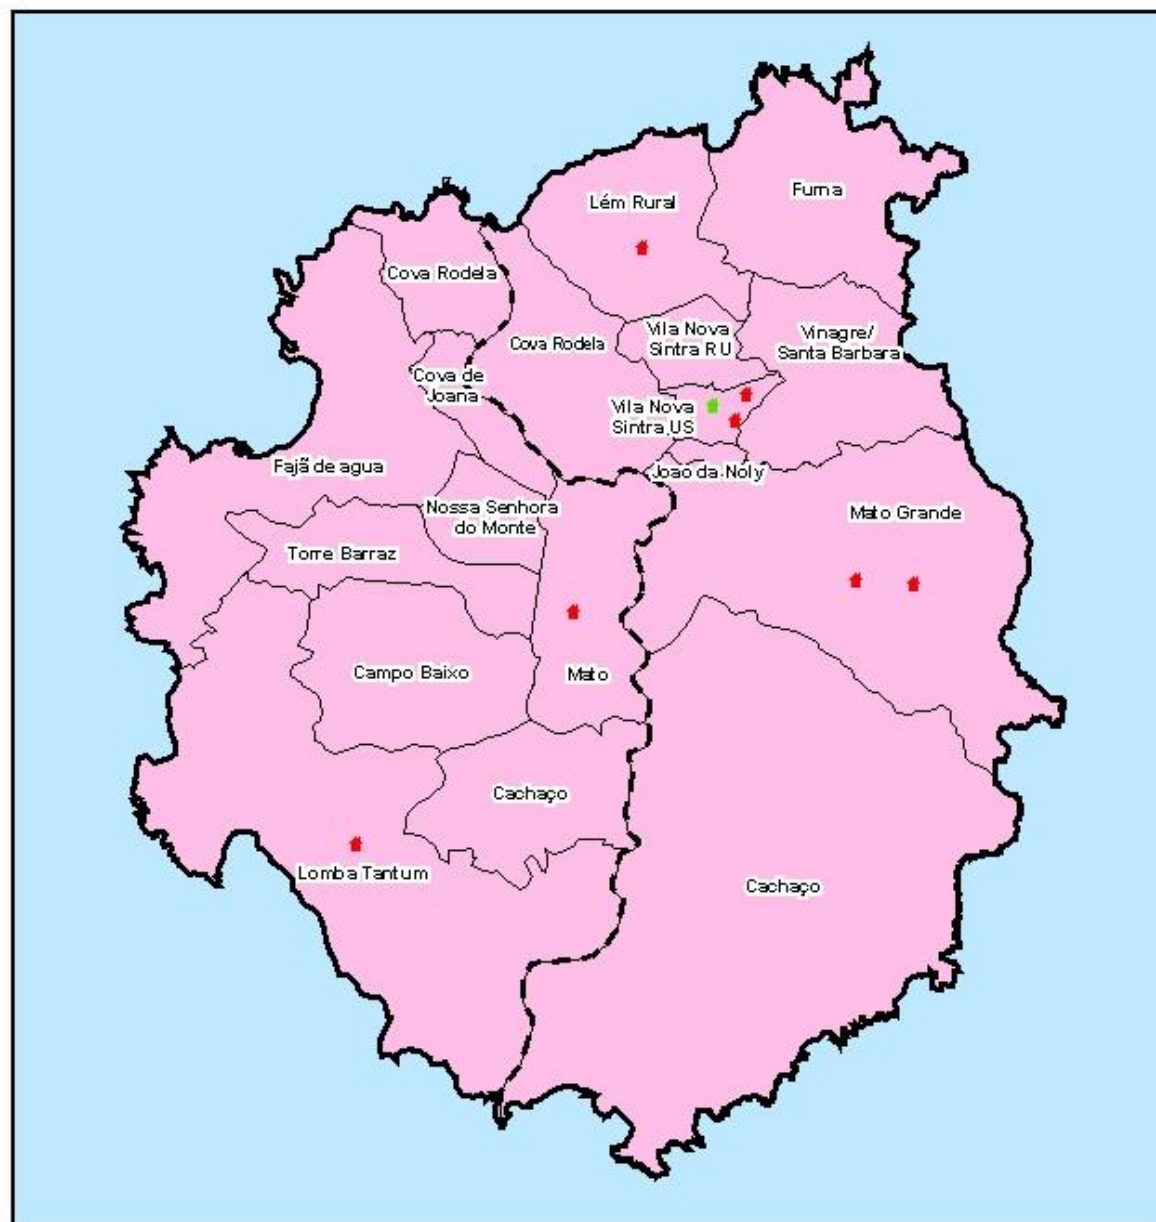 Furna
Lém Rural
Cova Rodela
Vila Nova
Sintra RU
Vinagre/
Santa Barbara
Cova Rodela
Cova de
Joana
Vila Nova
Sintra US
Fajã de agua
Joao da Noly
Nossa Senhora
do Monte
Mato Grande
Torre Barraz
Campo Baixo
Mato
Cachaço
Lomba Tantum
Cachaço